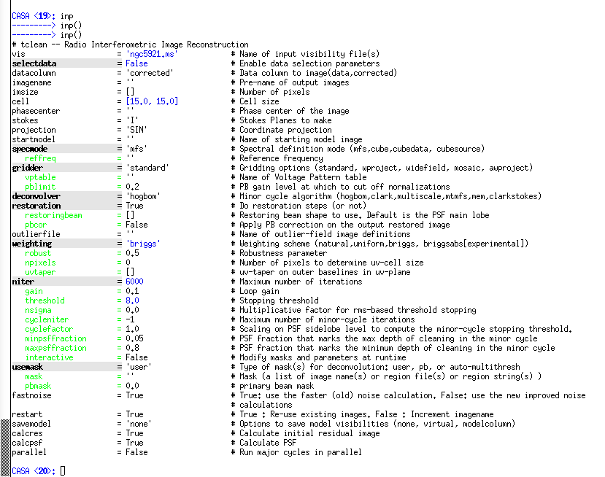 CASA <19>: inp
---------> inp()
---------> inp()
# tclean -- Radio Interferometric Image Reconstruction
vis = 'ngc5921.ms' # Name of input visibility file(s)
selectdata = False # Enable data selection parameters
datacolumn = 'corrected' # Data column to image(data,corrected)
imagename = '' # Pre-name of output images
imsize = [] # Number of pixels
cell = [15.0, 15.0] # Cell size
phasecenter = '' # Phase center of the image
stokes = 'I' # Stokes Planes to make
projection = 'SIN' # Coordinate projection
startmodel = '' # Name of starting model image
specmode = 'mfs' # Spectral definition mode (mfs,cube,cubedata, cubesource)
reffreq = '' # Reference frequency
gridder = 'standard' # Gridding options (standard, wproject, widefield, mosaic, awproject)
vptable = '' # Name of Voltage Pattern table
pblimit = 0.2 # PB gain level at which to cut off normalizations
deconvolver = 'hogbom' # Minor cycle algorithm (hogbom,clark,multiscale,mtmfs,mem,clarkstokes)
restoration = True # Do restoration steps (or not)
restoringbeam = [] # Restoring beam shape to use. Default is the PSF main lobe
pbcor = False # Apply PB correction on the output restored image
outlierfile = '' # Name of outlier-field image definitions
weighting = 'briggs' # Weighting scheme (natural,uniform,briggs, briggsabs[experimental])
robust = 0.5 # Robustness parameter
npixels = 0 # Number of pixels to determine uv-cell size
uvtaper = [] # uv-taper on outer baselines in uv-plane
niter = 6000 # Maximum number of iterations
gain = 0.1 # Loop gain
threshold = 8.0 # Stopping threshold
nsigma = 0.0 # Multiplicative factor for rms-based threshold stopping
cycleniter = -1 # Maximum number of minor-cycle iterations
cyclefactor = 1.0 # Scaling on PSF sidelobe level to compute the minor-cycle stopping threshold.
minpsffraction = 0.05 # PSF fraction that marks the max depth of cleaning in the minor cycle
maxpsffraction = 0.8 # PSF fraction that marks the minimum depth of cleaning in the minor cycle
interactive = False # Modify masks and parameters at runtime
usemask = 'user' # Type of mask(s) for deconvolution: user, pb, or auto-multithresh
mask = '' # Mask (a list of image name(s) or region file(s) or region string(s) )
pbmask = 0.0 # primary beam mask
fastnoise = True # True: use the faster (old) noise calculation. False: use the new improved noise
# calculations
restart = True # True : Re-use existing images. False : Increment imagename
savemodel = 'none' # Options to save model visibilities (none, virtual, modelcolumn)
calcres = True # Calculate initial residual image
calcpsf = True # Calculate PSF
parallel = False # Run major cycles in parallel
CASA <20>: